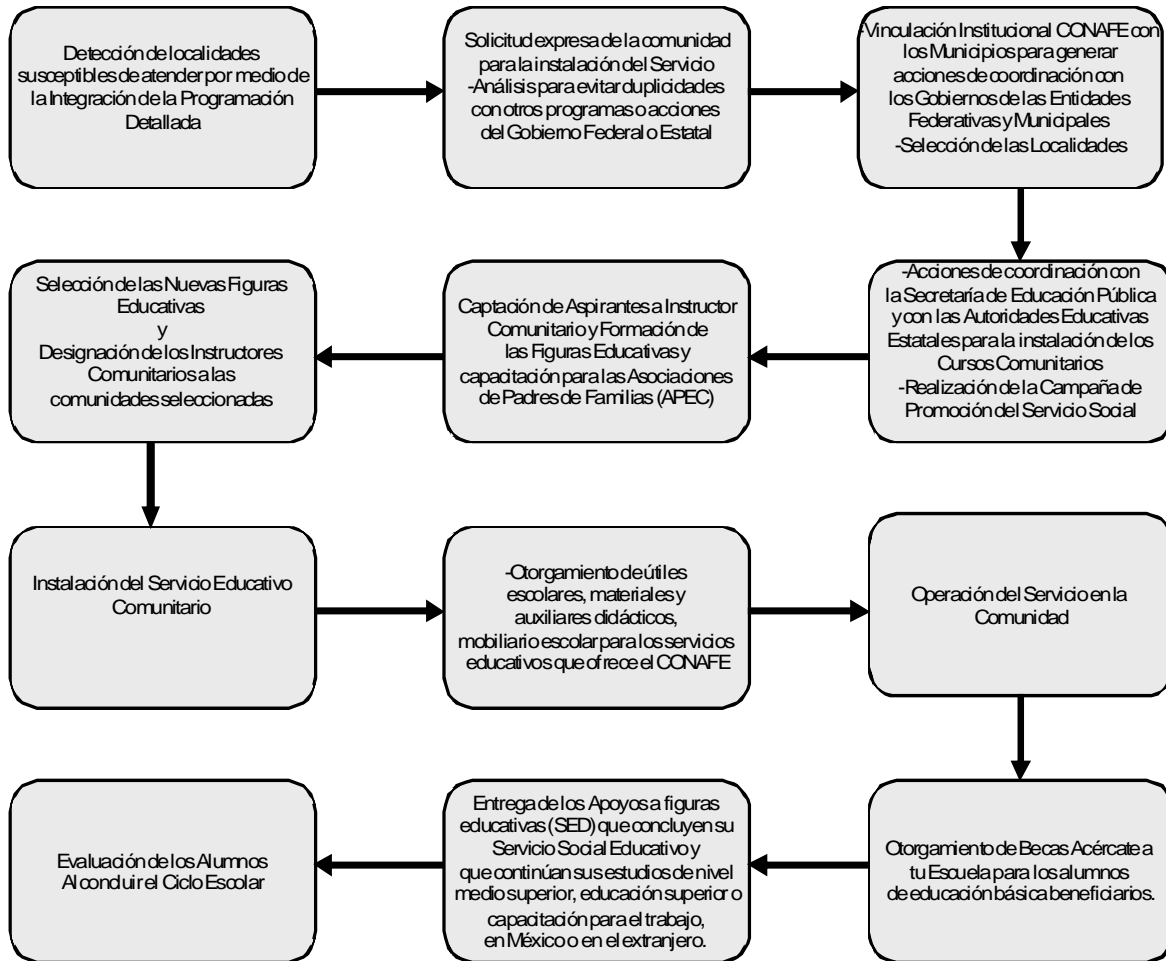 Detección de localidades
susceptibles de atender por medio de
la Integración de la Programación
Detallada
Solicitud expresa de la comunidad
para la instalación del Servicio
-Análisis para evitar duplicidades
con otros programas o acciones
del Gobierno Federal o Estatal
-Vinculación Institucional CONAFE con
los Municipios para generar
acciones de coordinación con
los Gobiernos de las Entidades
Federativas y Municipales
-Selección de las Localidades
-Acciones de coordinación con
la Secretaría de Educación Pública
y con las Autoridades Educativas
Estatales para la instalación de los
Cursos Comunitarios
-Realización de la Campaña de
Promoción del Servicio Social
Captación de Aspirantes a Instructor
Comunitario y Formación de
las Figuras Educativas y
capacitación para las Asociaciones
de Padres de Familias (APEC)
Selección de las Nuevas Figuras
Educativas
y
Designación de los Instructores
Comunitarios a las
comunidades seleccionadas
Instalación del Servicio Educativo
Comunitario
-Otorgamiento de útiles
escolares, materiales y
auxiliares didácticos,
mobiliario escolar para los servicios
educativos que ofrece el CONAFE
Operación del Servicio en la
Comunidad
Otorgamiento de Becas Acércate a
tu Escuela para los alumnos
de educación básica beneficiarios.
Entrega de los Apoyos a figuras
educativas (SED) que concluyen su
Servicio Social Educativo y
que continúan sus estudios de nivel
medio superior, educación superior o
capacitación para el trabajo,
en México o en el extranjero.
Evaluación de los Alumnos
Al concluir el Ciclo Escolar